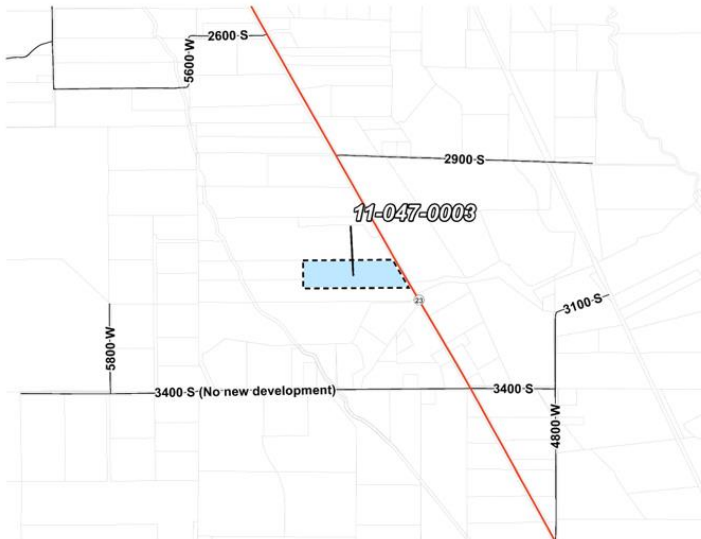 2600 S
5600 W
2900 S
11-047-0003
23
3100 S
5800 W
3400 S (No new development)
3400 S
4800 W